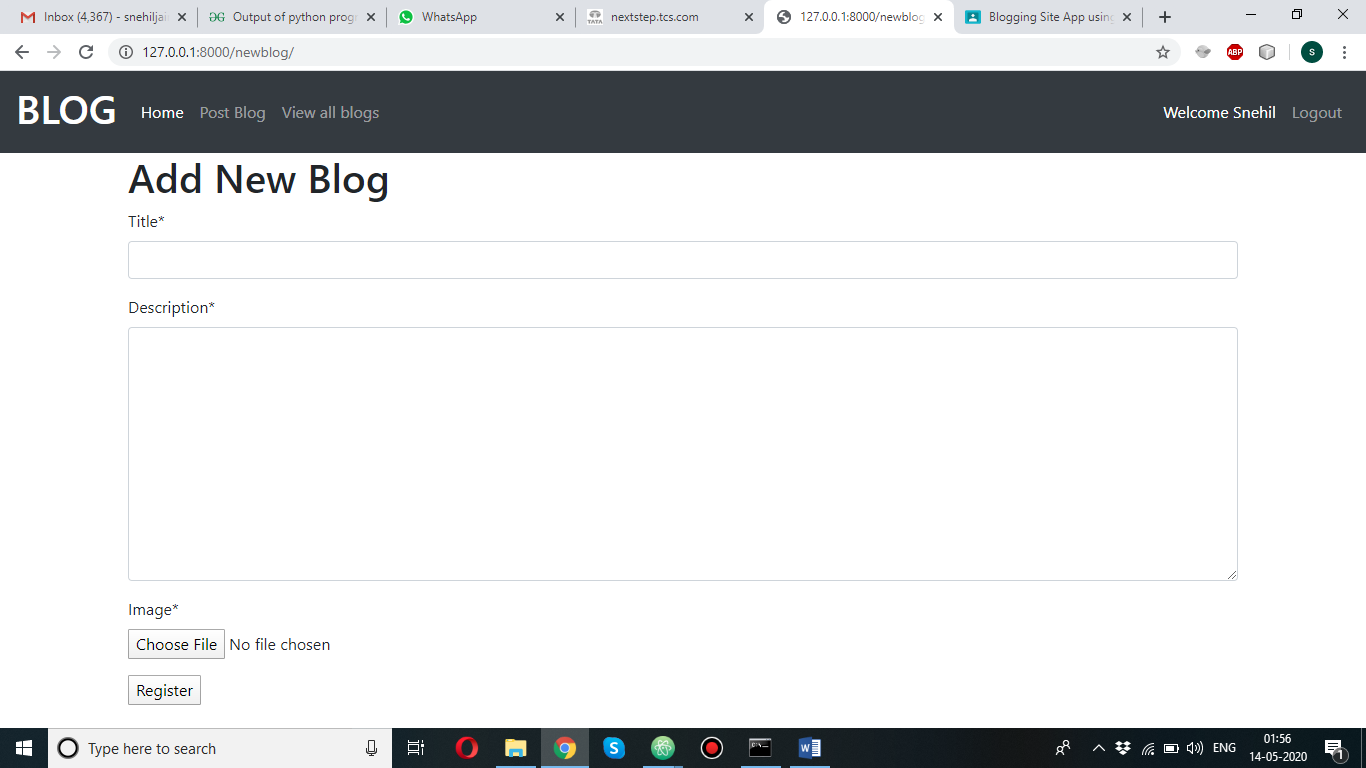 Inbox (4,367) - snehiljai
Output of python progr
WhatsApp
nextstep.tcs.com
127.0.0.1:8000/newblog
Blogging Site App using
127.0.0.1:8000/newblog/
ABP
S
BLOG Home Post Blog View all blogs Welcome Snehil Logout
Add New Blog
Title*
Description*
Image*
Choose File No file chosen
Register
Type here to search
ENG
01:56
14-05-2020
1